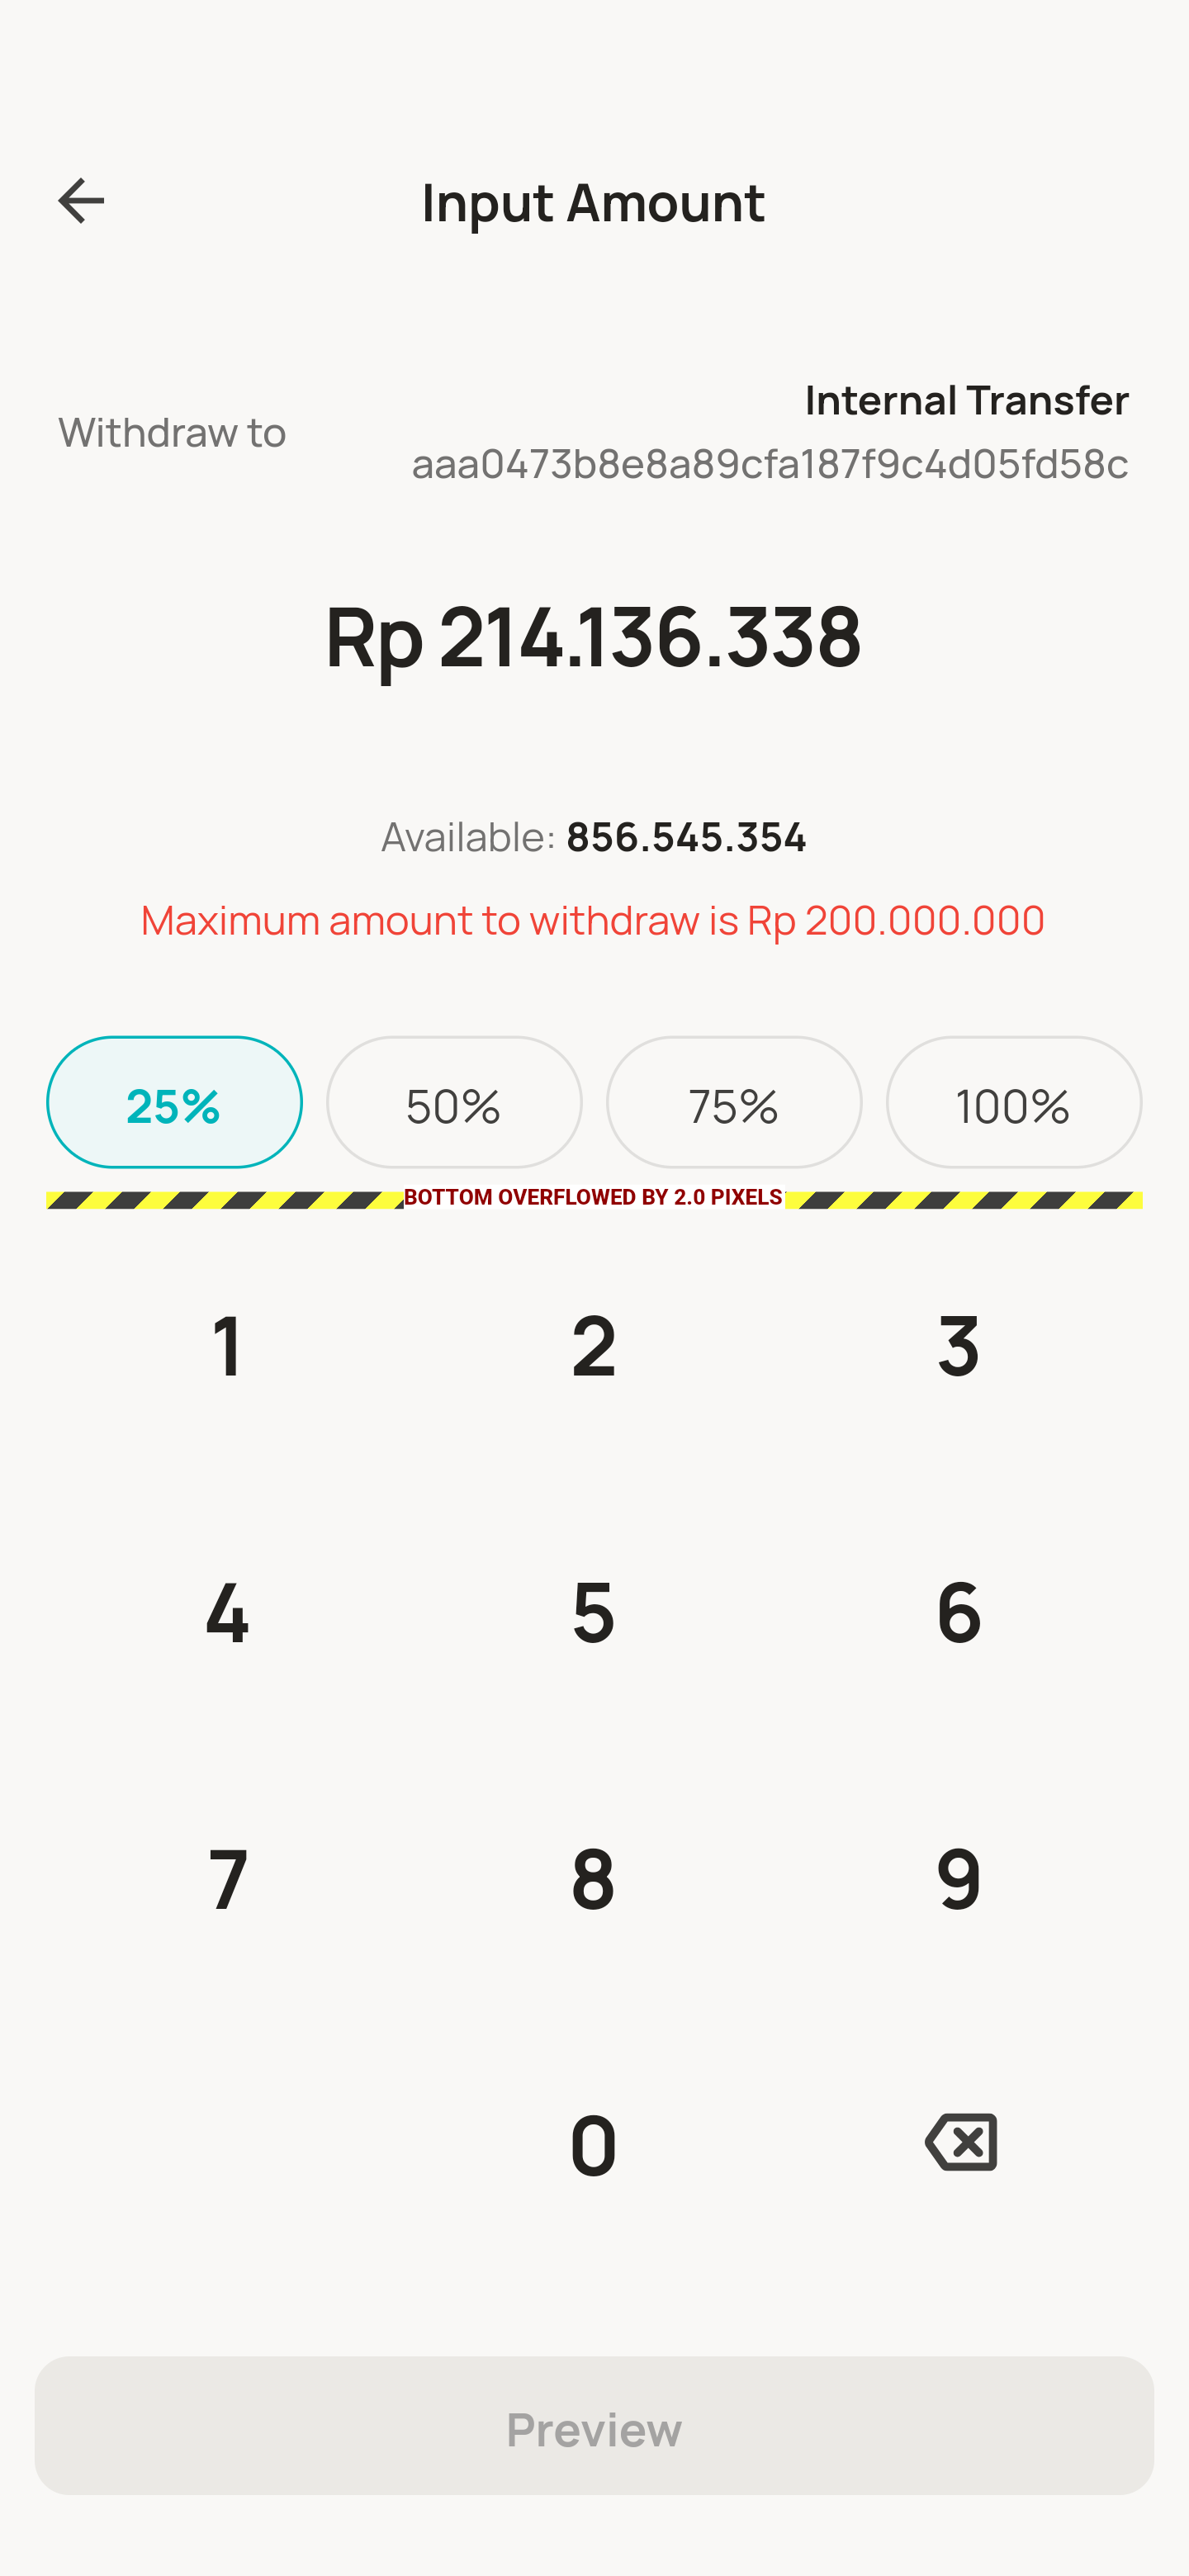 Input Amount
Internal Transfer
Withdraw to
aaa0473b8e8a89cfa187f9c4d05fd58c
Rp 214.136.338
Available: 856.545.354
Maximum amount to withdraw is Rp 200.000.000
25% 50% 75% 100%
BOTTOM OVERFLOWED BY 2.0 PIXELS
1 2 3
4 5 6
7 8 9
0
Preview